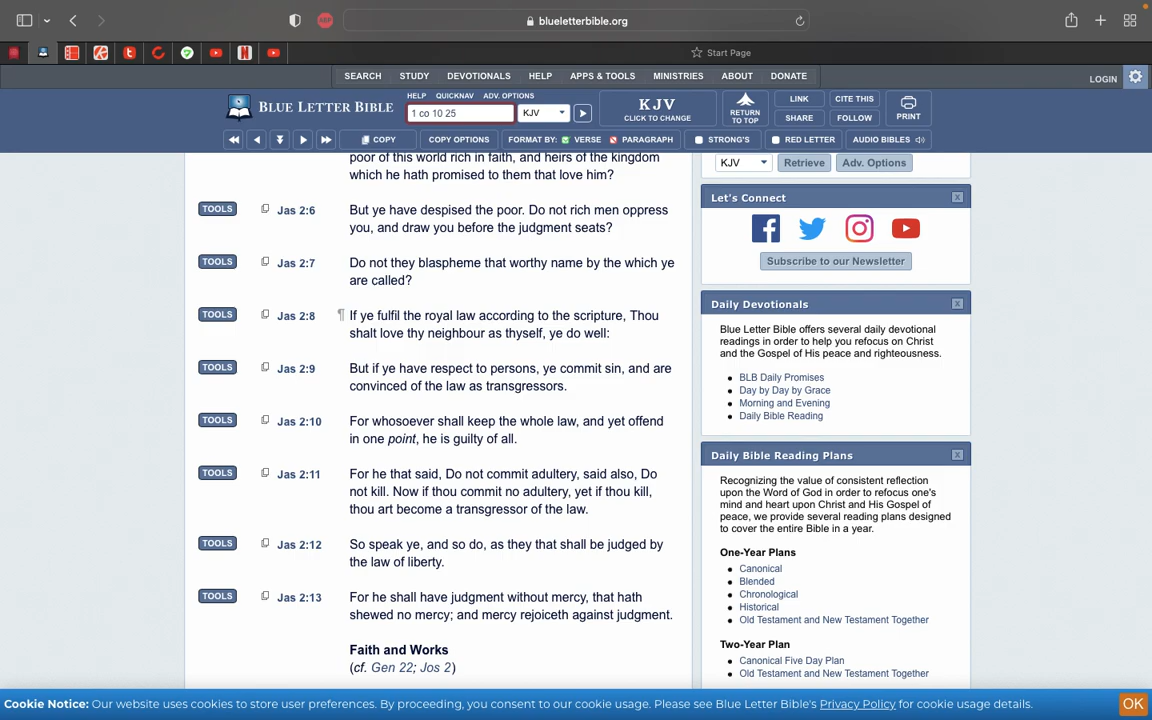 blueletterbible.org
ABP
Start Page
SEARCH STUDY DEVOTIONALS HELP APPS & TOOLS MINISTRIES ABOUT DONATE LOGIN
BLUE LETTER BIBLE
HELP QUICKNAV ADV. OPTIONS
1 co 10 25 KJV
KJV
CLICK TO CHANGE
RETURN
TO TOP
LINK CITE THIS
SHARE FOLLOW
PRINT
COPY COPY OPTIONS FORMAT BY: VERSE PARAGRAPH STRONG'S RED LETTER AUDIO BIBLES
poor of this world rich in faith, and heirs of the kingdom
which he hath promised to them that love him?
TOOLS Jas 2:6 But ye have despised the poor. Do not rich men oppress
you, and draw you before the judgment seats?
TOOLS Jas 2:7 Do not they blaspheme that worthy name by the which ye
are called?
TOOLS Jas 2:8 ¶ If ye fulfil the royal law according to the scripture, Thou
shalt love thy neighbour as thyself, ye do well:
TOOLS Jas 2:9 But if ye have respect to persons, ye commit sin, and are
convinced of the law as transgressors.
TOOLS Jas 2:10 For whosoever shall keep the whole law, and yet offend
in one point, he is guilty of all.
TOOLS Jas 2:11 For he that said, Do not commit adultery, said also, Do
not kill. Now if thou commit no adultery, yet if thou kill,
thou art become a transgressor of the law.
TOOLS Jas 2:12 So speak ye, and so do, as they that shall be judged by
the law of liberty.
TOOLS Jas 2:13 For he shall have judgment without mercy, that hath
shewed no mercy; and mercy rejoiceth against judgment.
Faith and Works
(cf. Gen 22; Jos 2)
KJV Retrieve Adv. Options
Let's Connect
Subscribe to our Newsletter
Daily Devotionals
Blue Letter Bible offers several daily devotional
readings in order to help you refocus on Christ
and the Gospel of His peace and righteousness.
BLB Daily Promises
Day by Day by Grace
Morning and Evening
Daily Bible Reading
Daily Bible Reading Plans
Recognizing the value of consistent reflection
upon the Word of God in order to refocus one's
mind and heart upon Christ and His Gospel of
peace, we provide several reading plans designed
to cover the entire Bible in a year.
One-Year Plans
Canonical
Blended
Chronological
Historical
Old Testament and New Testament Together
Two-Year Plan
Canonical Five Day Plan
Old Testament and New Testament Together
Cookie Notice: Our website uses cookies to store user preferences. By proceeding, you consent to our cookie usage. Please see Blue Letter Bible's Privacy Policy for cookie usage details. OK